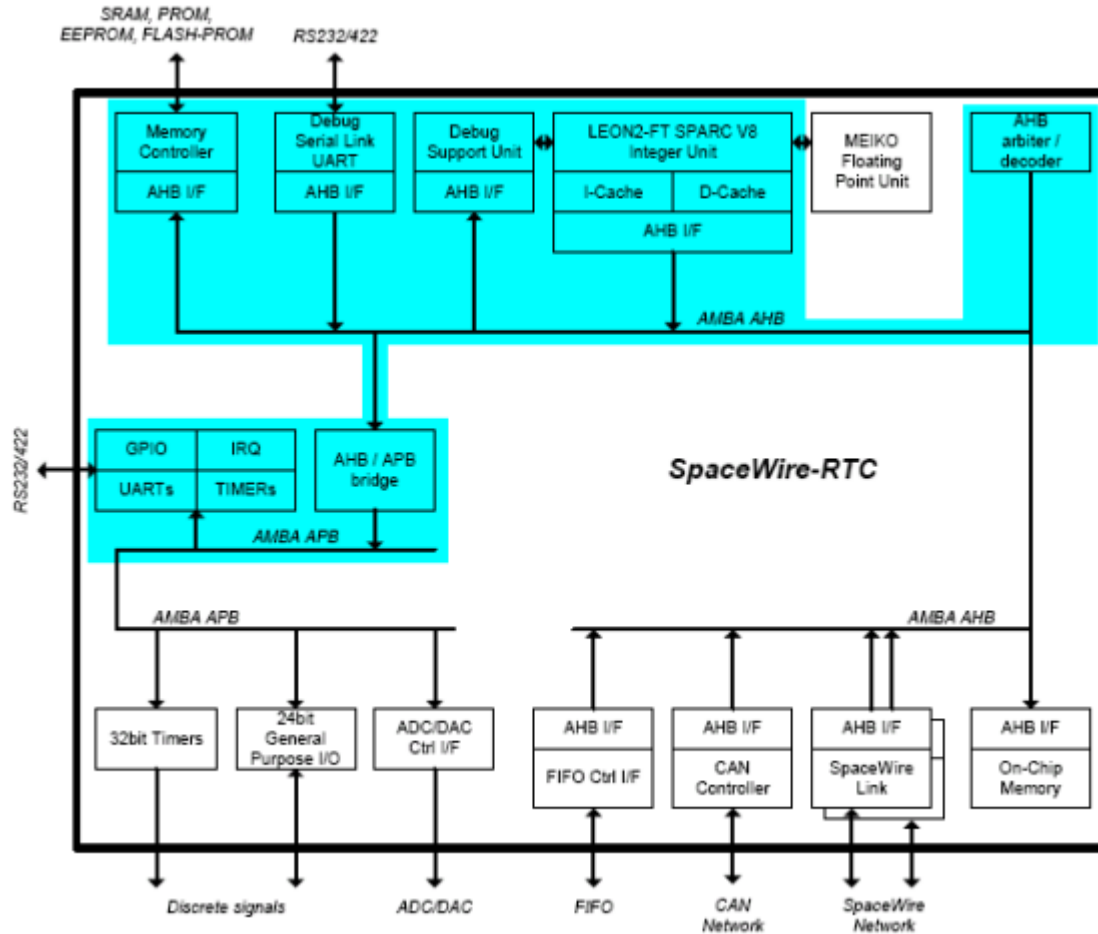 SRAM, PROM,
EEPROM, FLASH-PROM
RS232/422
Memory
Controller
AHB I/F
Debug
Serial Link
UART
AHB I/F
Debug
Support Unit
AHB I/F
LEON2-FT SPARC V8
Integer Unit
I-Cache
D-Cache
AHB I/F
MEIKO
Floating
Point Unit
AHB
arbiter /
decoder
AMBA AHB
RS232/422
GPIO
IRQ
UARTs
TIMERs
AHB / APB
bridge
AMBA APB
SpaceWire-RTC
AMBA APB
AMBA AHB
32bit Timers
24bit
General
Purpose I/O
ADC/DAC
Ctrl I/F
AHB I/F
FIFO Ctrl I/F
AHB I/F
CAN
Controller
AHB I/F
SpaceWire
Link
AHB I/F
On-Chip
Memory
Discrete signals
ADC/DAC
FIFO
CAN
Network
SpaceWire
Network